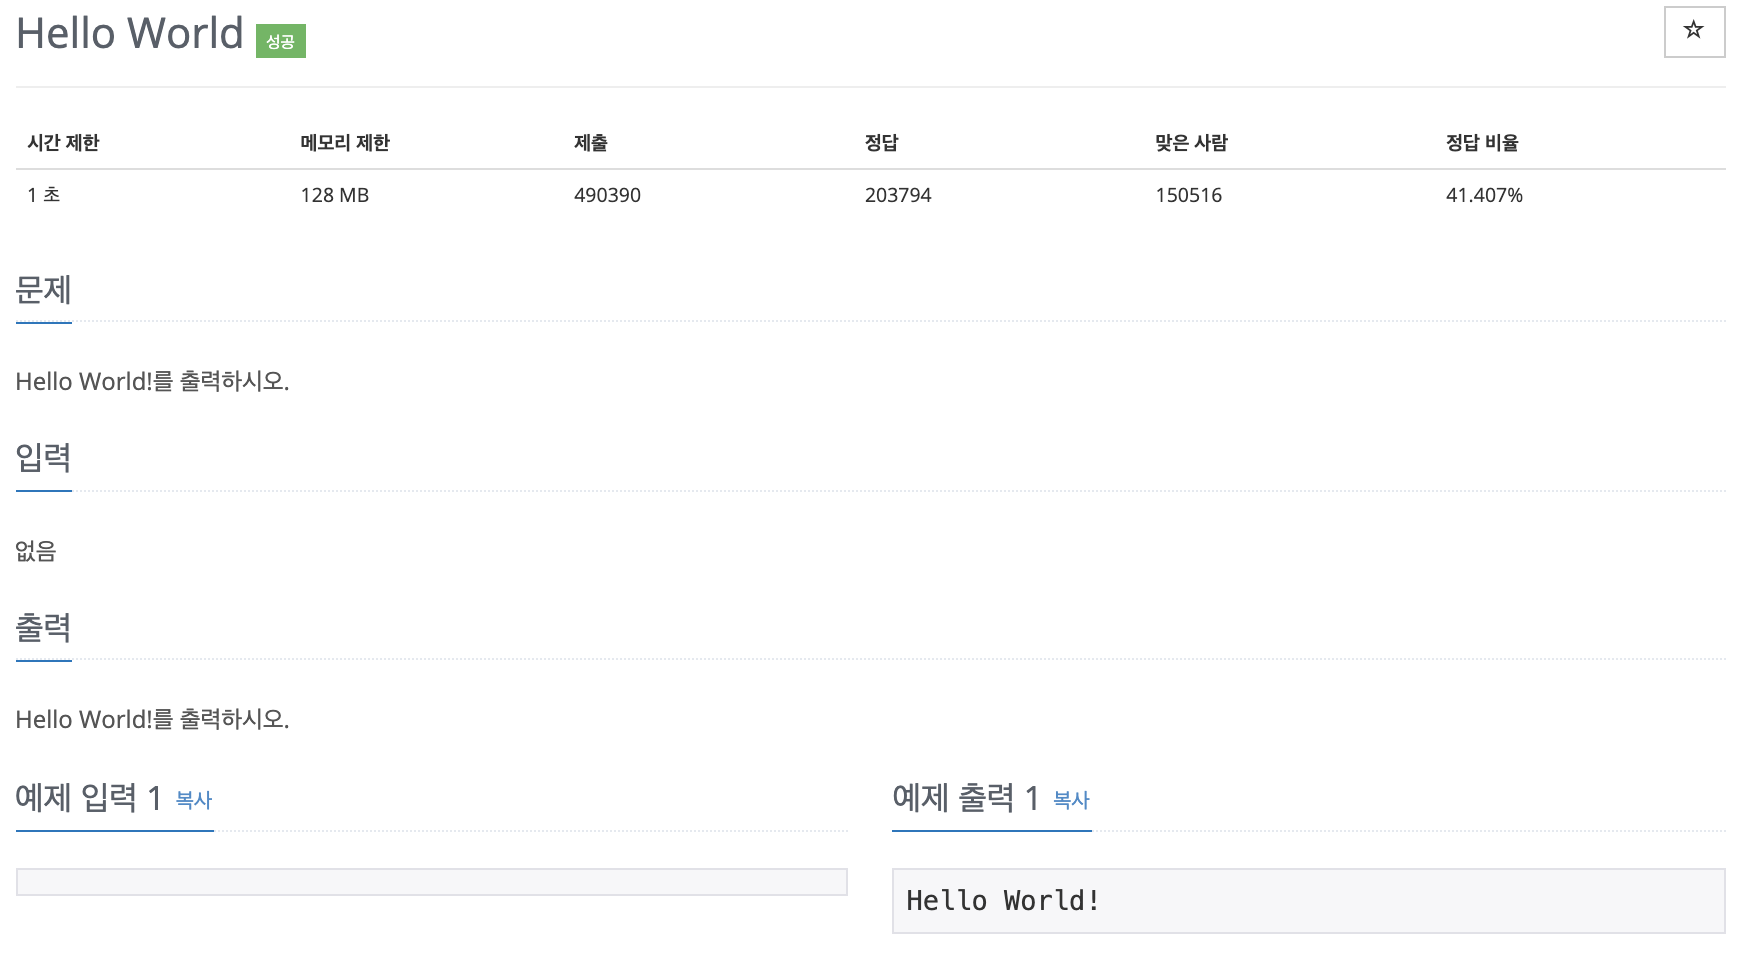 Hello World 성공
☆
시간 제한 메모리 제한 제출 정답 맞은 사람 정답 비율
1 초 128 MB 490390 203794 150516 41.407%
문제
Hello World!를 출력하시오.
입력
없음
출력
Hello World!를 출력하시오.
예제 입력 1 복사
예제 출력 1 복사
Hello World!